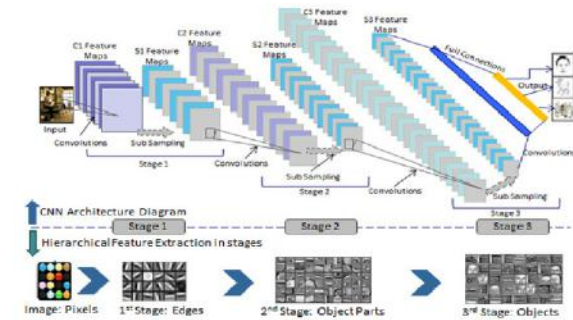 C1 Feature
Maps
S1 Feature
Maps
C2 Feature
Maps
S2 Feature
Maps
C3 Feature
Maps
S3 Feature
Maps
Full Connections
Output
Input
Convolutions
Sub Sampling
Stage 1
Convolutions
Sub Sampling
Stage 2
Convolutions
Sub Sampling
Stage 3
Convolutions
CNN Architecture Diagram
Stage 1
Stage 2
Stage 3
Hierarchical Feature Extraction in stages
Image: Pixels
1st Stage: Edges
2nd Stage: Object Parts
3rd Stage: Objects